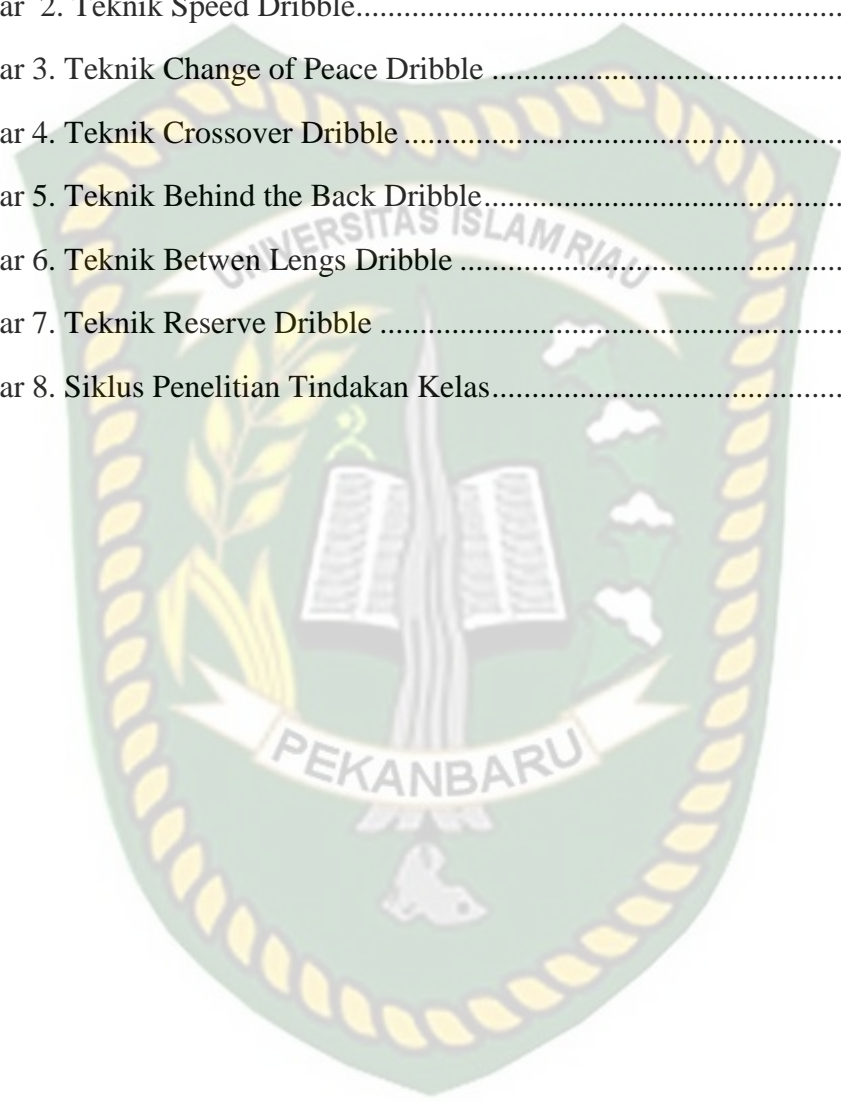 ar 2. Teknik Speed Dribble..............................................................
ar 3. Teknik Change of Peace Dribble ............................................
ar 4. Teknik Crossover Dribble .......................................................
ar 5. Teknik Behind the Back Dribble..............................................
ar 6. Teknik Betwen Lengs Dribble ................................................
ar 7. Teknik Reserve Dribble ..........................................................
ar 8. Siklus Penelitian Tindakan Kelas............................................
UNIVERSITAS ISLAM RIAU
PEKANBARU